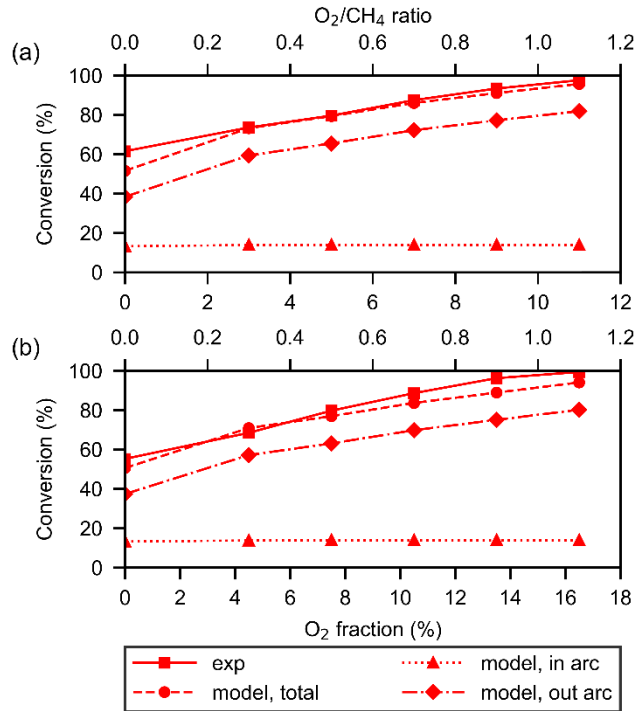 O₂/CH₄ ratio
0.0 0.2 0.4 0.6 0.8 1.0 1.2
(a)
100
80
60
40
20
0
Conversion (%)
0 2 4 6 8 10 12
0.0 0.2 0.4 0.6 0.8 1.0 1.2
(b)
100
80
60
40
20
0
Conversion (%)
0 2 4 6 8 10 12 14 16 18
O₂ fraction (%)
exp model, in arc
model, total model, out arc